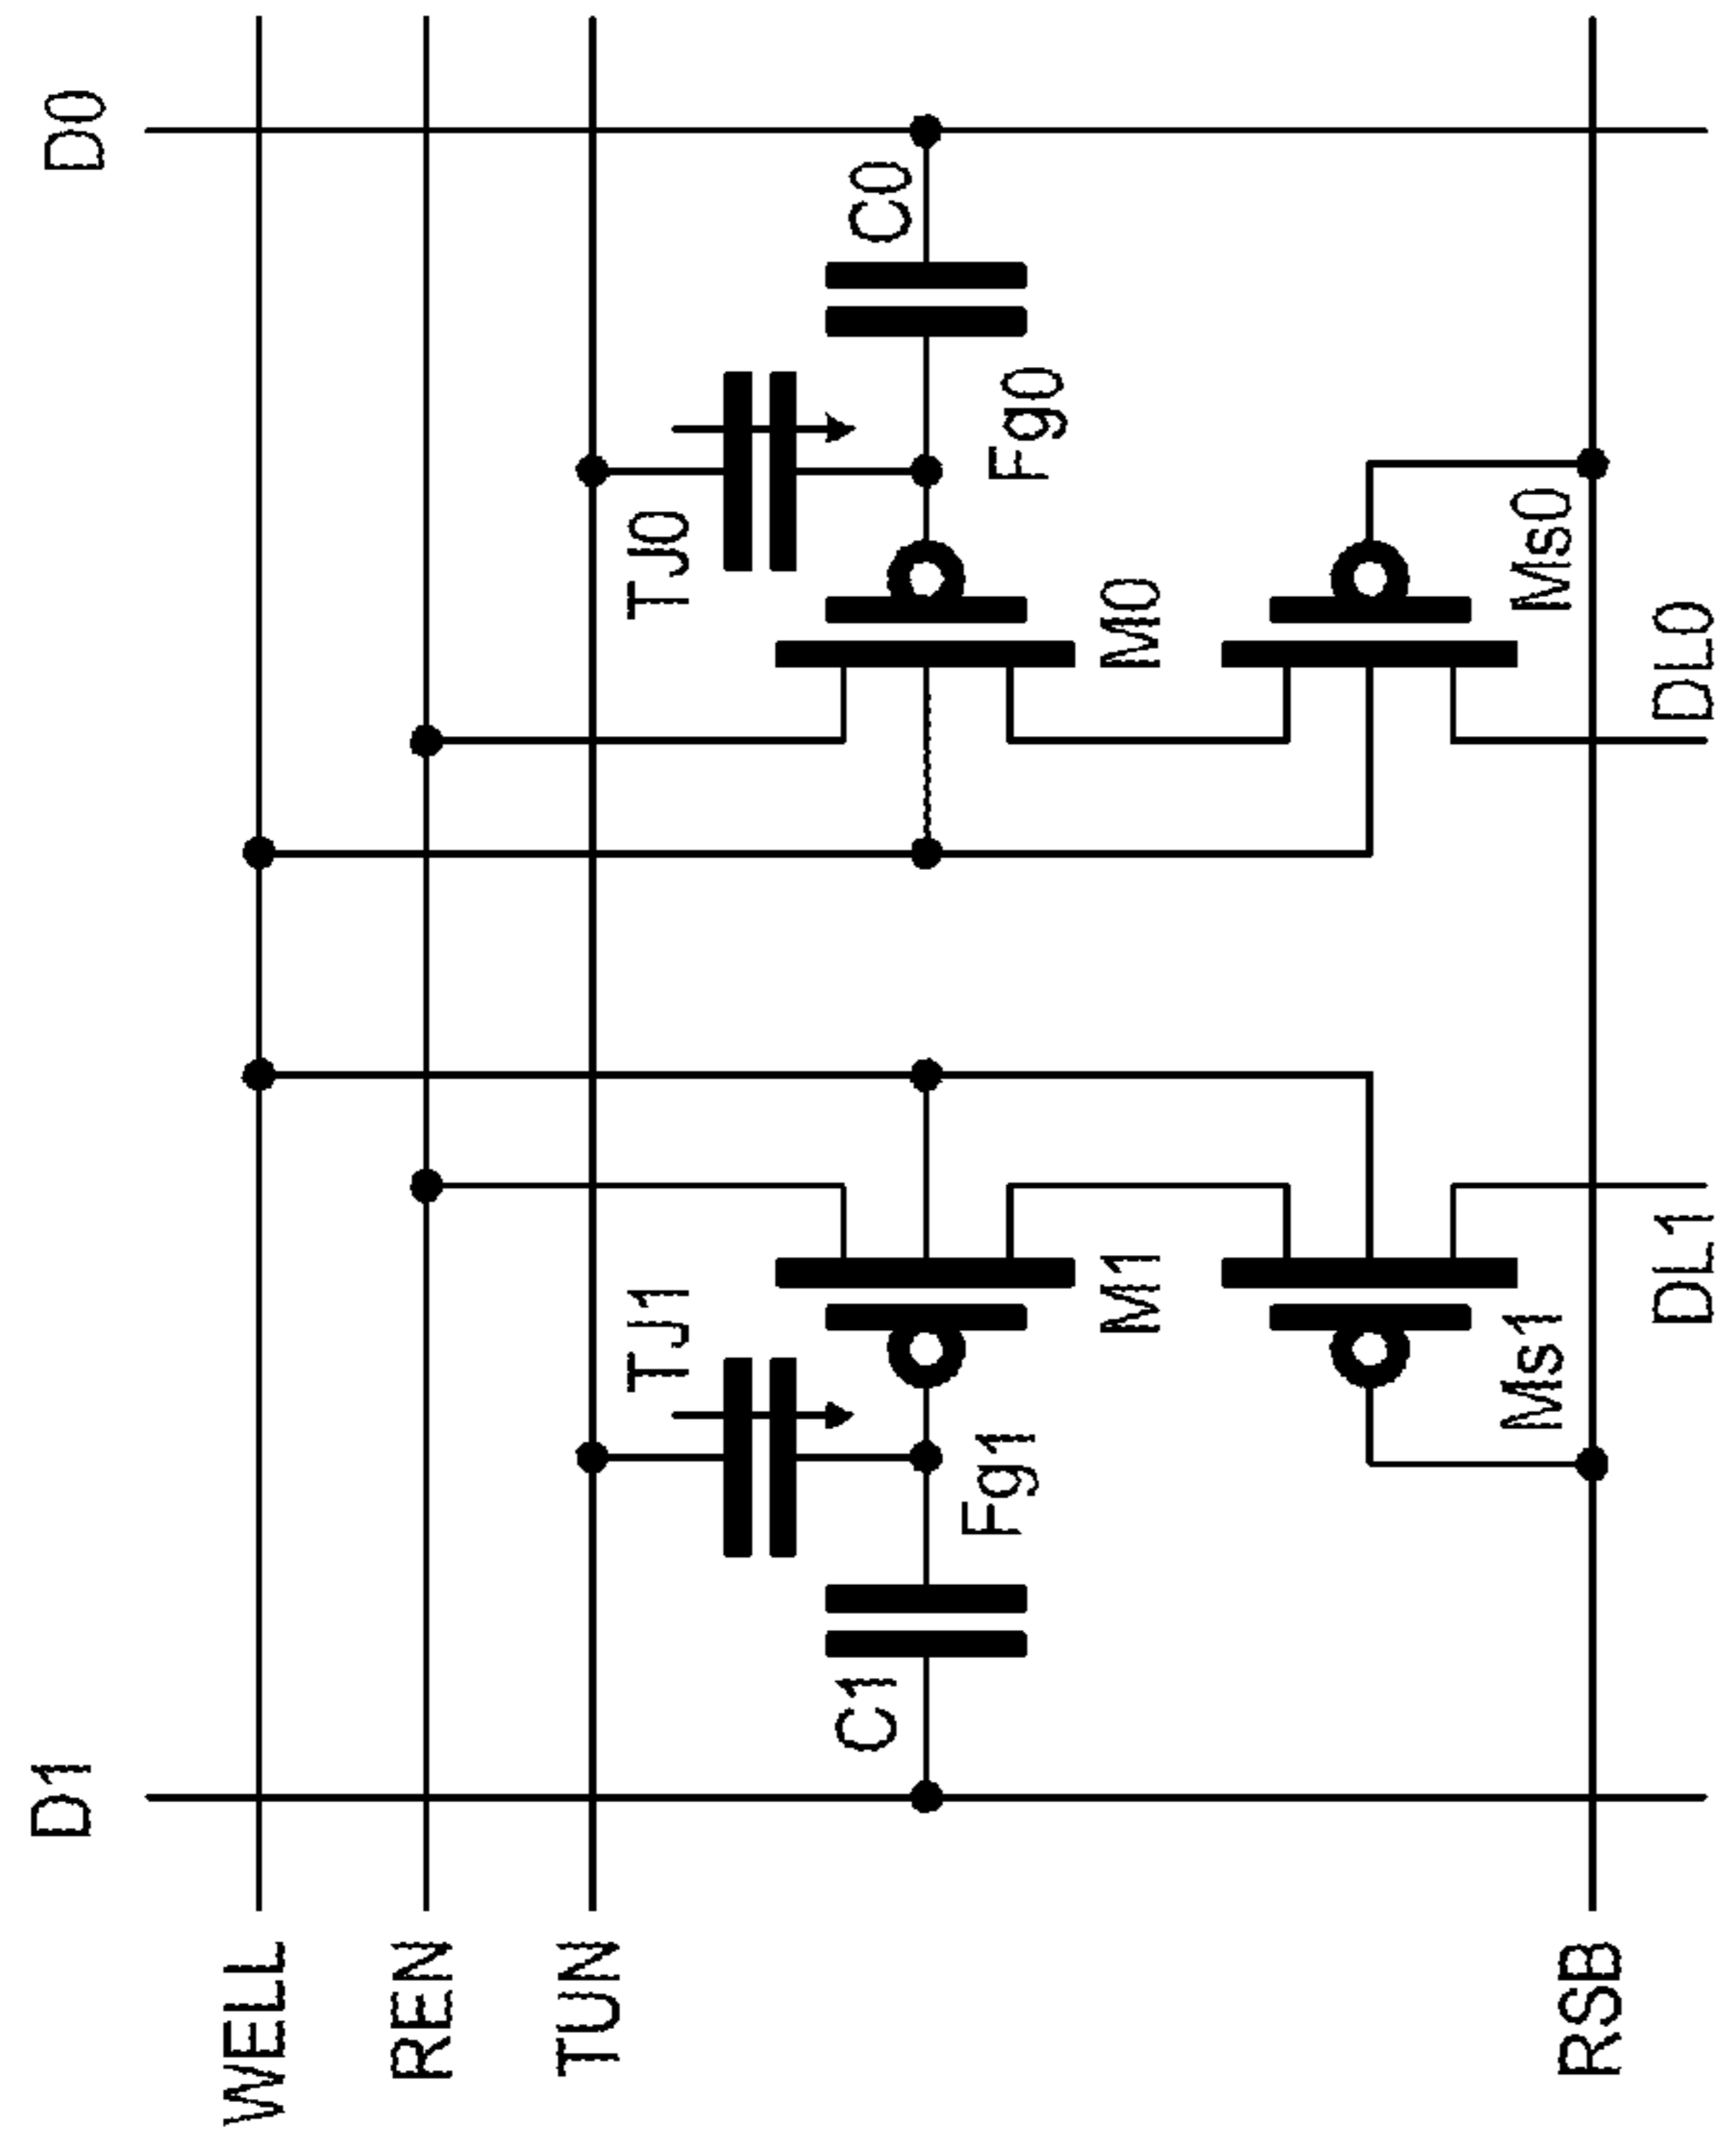 D1
D0
WELL
REN
TUN
TJ1
TJ0
C1
C0
Fg1
Fg0
M1
M0
Ms1
Ms0
RSB
DL1
DL0